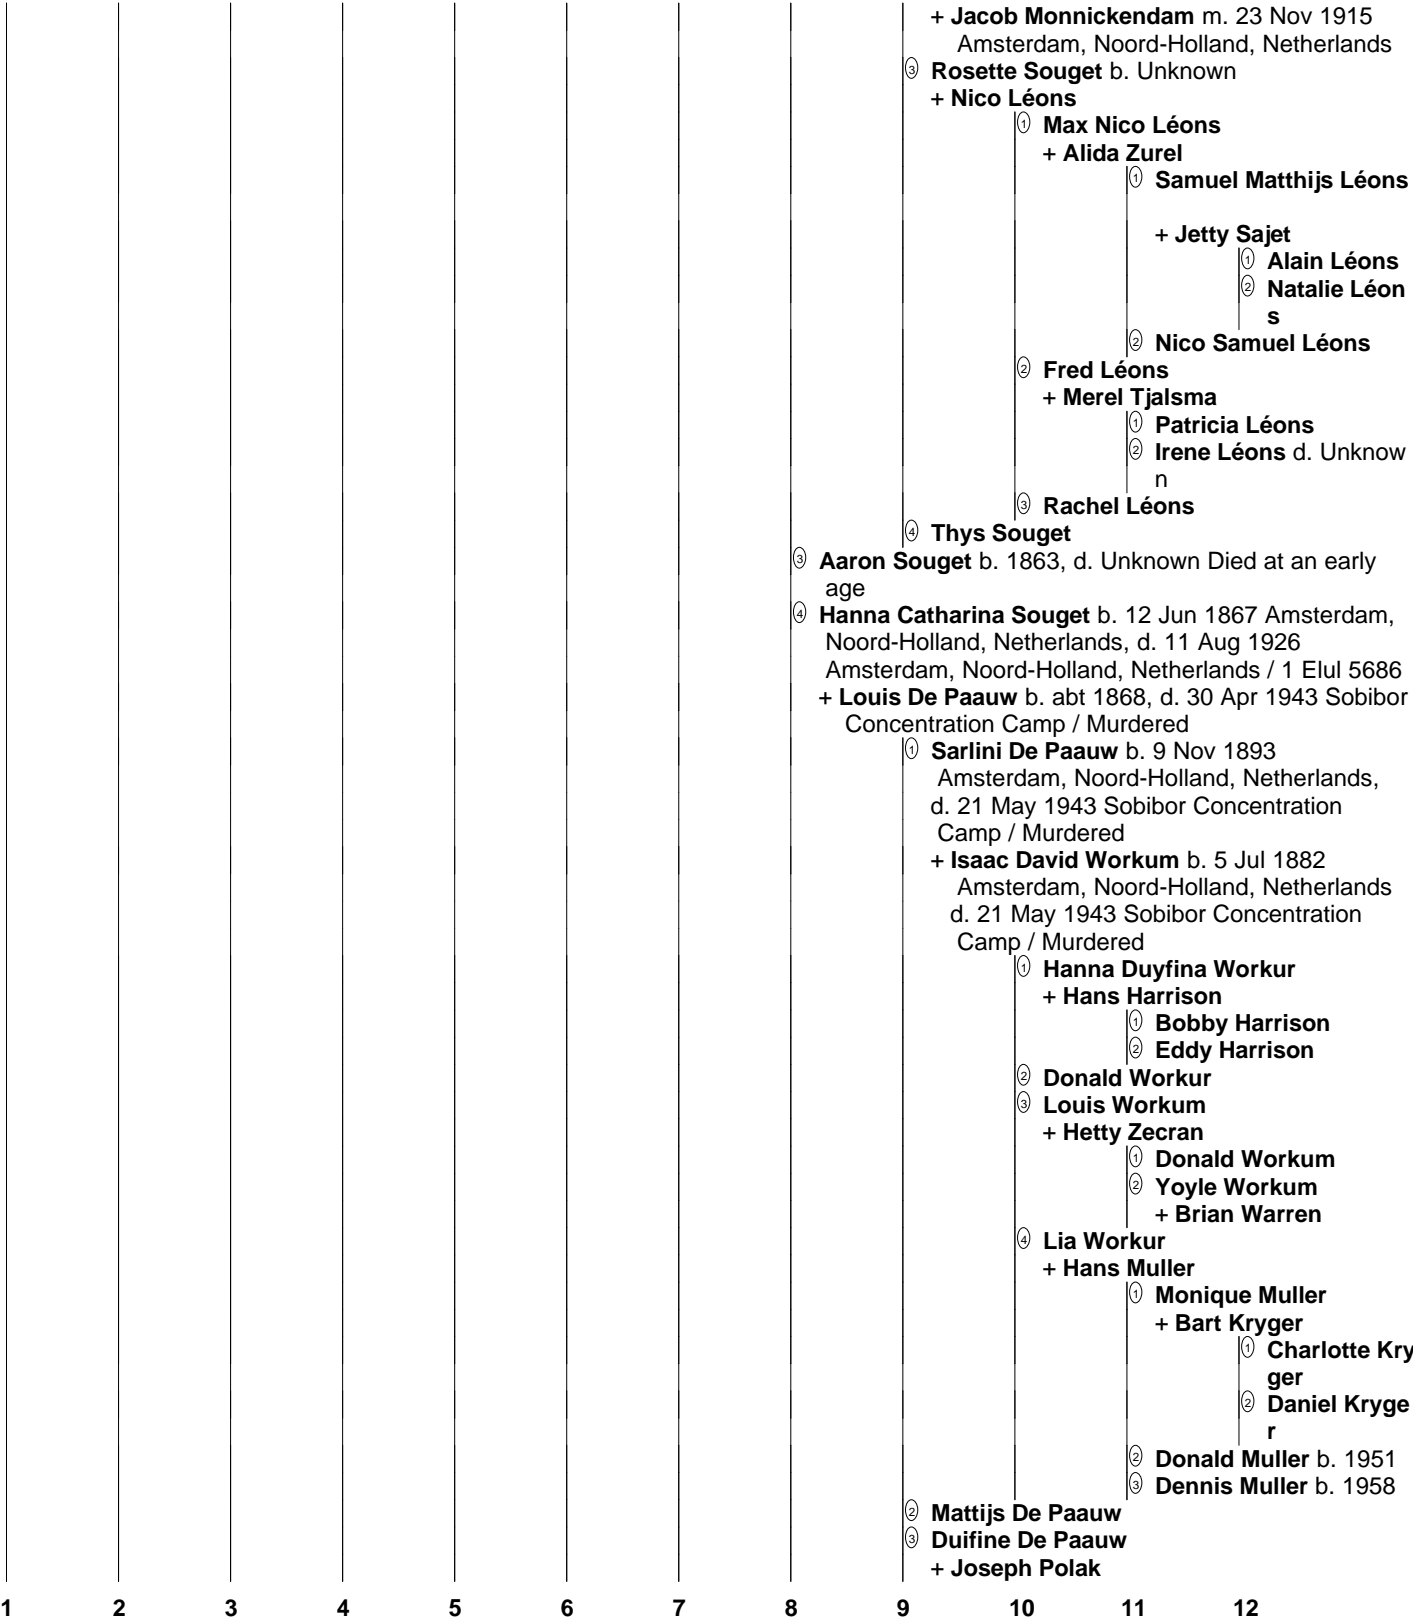 + Jacob Monnickendam m. 23 Nov 1915
Amsterdam, Noord-Holland, Netherlands
3 Rosette Souget b. Unknown
+ Nico Léons
1 Max Nico Léons
+ Alida Zurel
1 Samuel Matthijs Léons
+ Jetty Sajet
1 Alain Léons
2 Natalie Léon
s
2 Nico Samuel Léons
2 Fred Léons
+ Merel Tjalsma
1 Patricia Léons
2 Irene Léons d. Unknow
n
3 Rachel Léons
4 Thys Souget
3 Aaron Souget b. 1863, d. Unknown Died at an early
age
4 Hanna Catharina Souget b. 12 Jun 1867 Amsterdam,
Noord-Holland, Netherlands, d. 11 Aug 1926
Amsterdam, Noord-Holland, Netherlands / 1 Elul 5686
+ Louis De Paauw b. abt 1868, d. 30 Apr 1943 Sobibor
Concentration Camp / Murdered
1 Sarlini De Paauw b. 9 Nov 1893
Amsterdam, Noord-Holland, Netherlands,
d. 21 May 1943 Sobibor Concentration
Camp / Murdered
+ Isaac David Workum b. 5 Jul 1882
Amsterdam, Noord-Holland, Netherlands
d. 21 May 1943 Sobibor Concentration
Camp / Murdered
1 Hanna Duyfina Workur
+ Hans Harrison
1 Bobby Harrison
2 Eddy Harrison
2 Donald Workur
3 Louis Workum
+ Hetty Zecran
1 Donald Workum
2 Yoyle Workum
+ Brian Warren
4 Lia Workur
+ Hans Muller
1 Monique Muller
+ Bart Kryger
1 Charlotte Kry
ger
2 Daniel Kryge
r
2 Donald Muller b. 1951
3 Dennis Muller b. 1958
2 Mattijs De Paauw
3 Duifine De Paauw
+ Joseph Polak
1 2 3 4 5 6 7 8 9 10 11 12